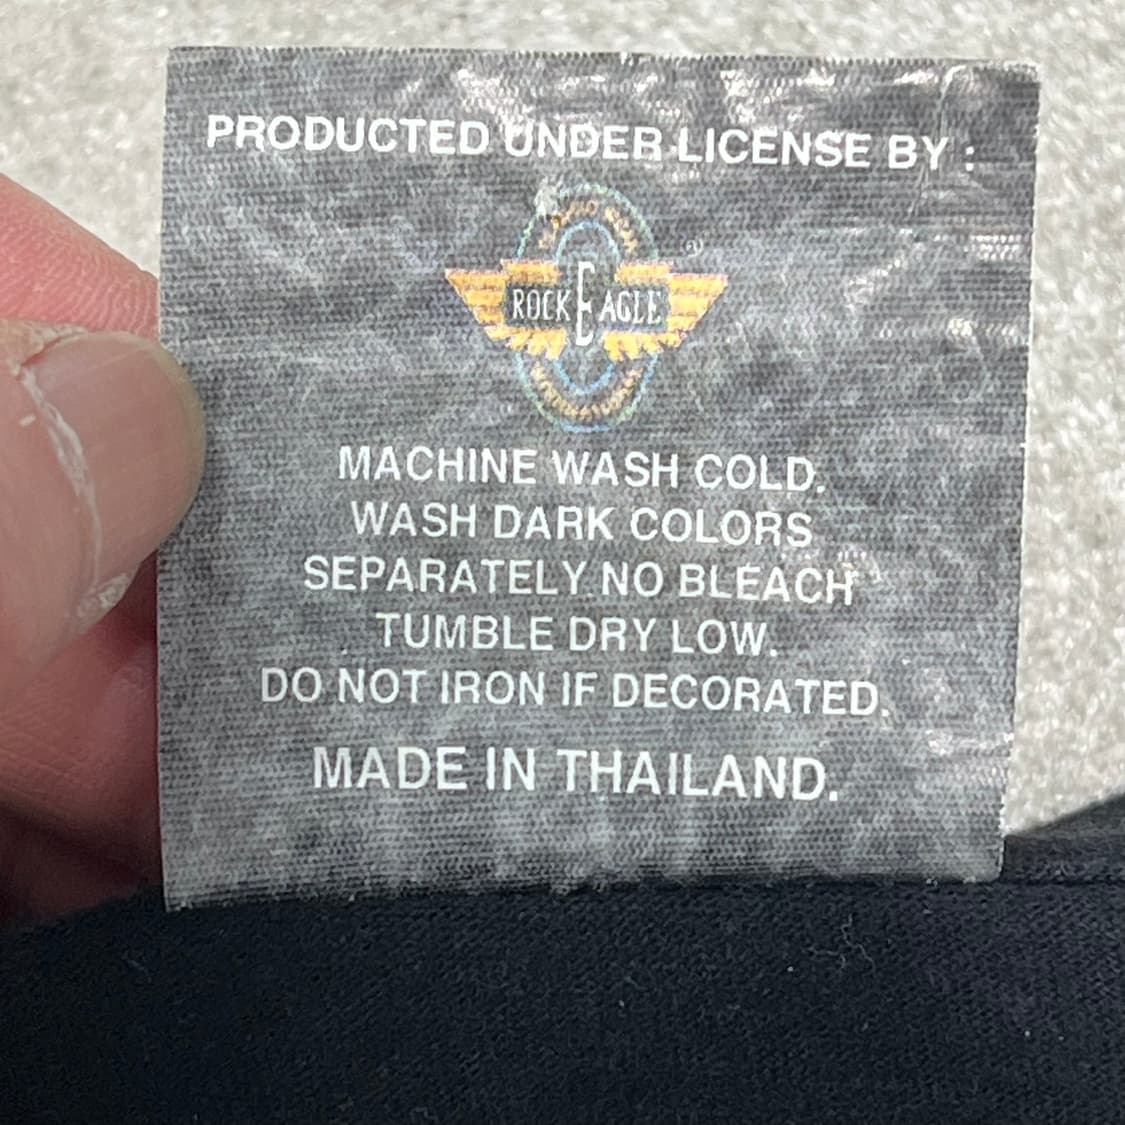 PRODUCTED UNDER LICENSE BY :
®
ROCK EAGLE
MACHINE WASH COLD.
WASH DARK COLORS
SEPARATELY NO BLEACH
TUMBLE DRY LOW.
DO NOT IRON IF DECORATED.
MADE IN THAILAND.